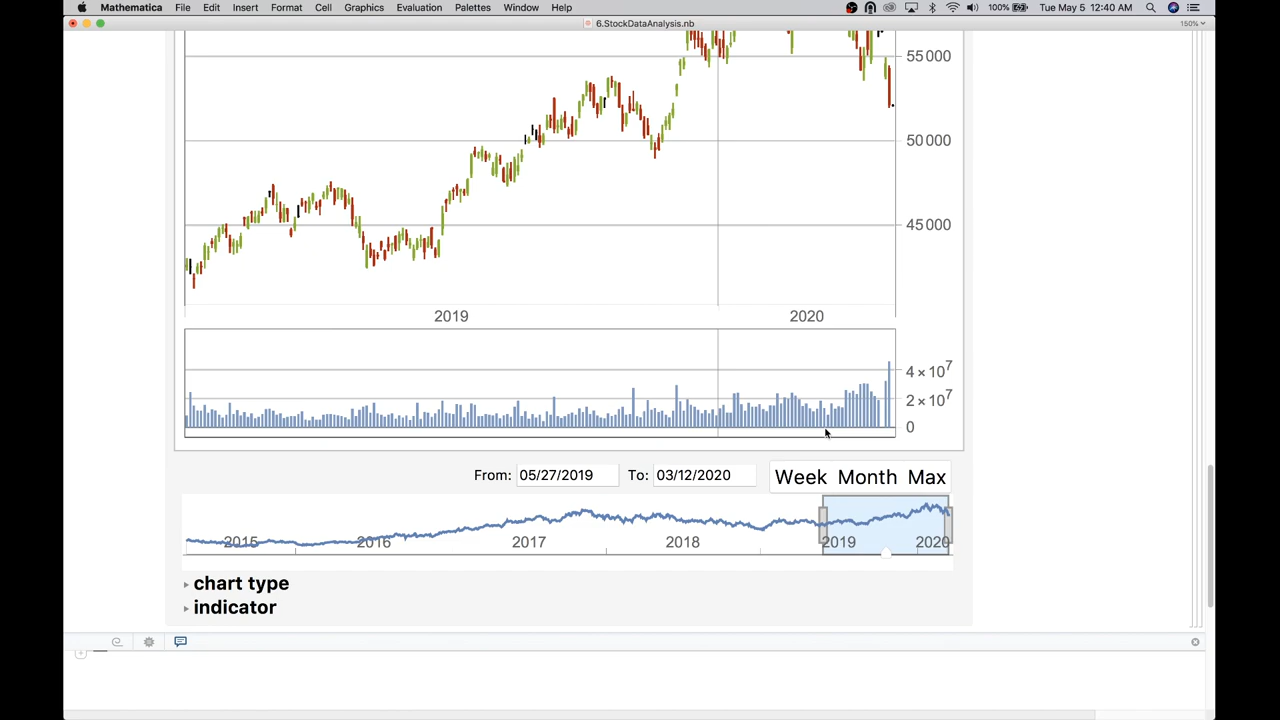 Mathematica File Edit Insert Format Cell Graphics Evaluation Palettes Window Help 100% Tue May 5 12:40 AM
6.StockDataAnalysis.nb 150%
55000
50000
45000
2019 2020
4×10⁷
2×10⁷
0
From: 05/27/2019 To: 03/12/2020 Week Month Max
2015 2016 2017 2018 2019 2020
chart type
indicator